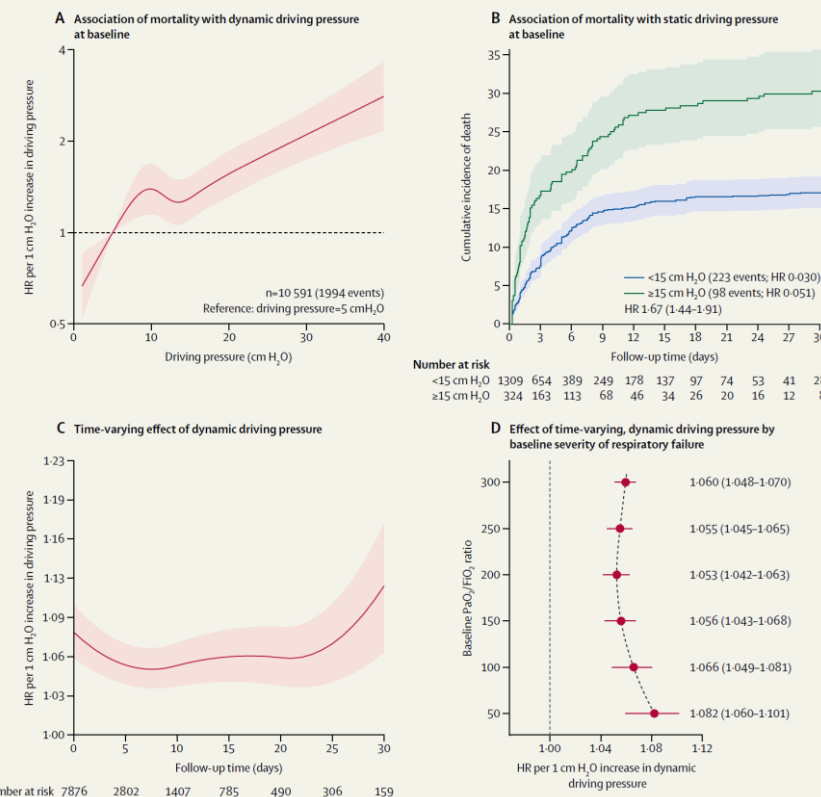 A Association of mortality with dynamic driving pressure
at baseline
4
2
1
0·5
HR per 1 cm H₂O increase in driving pressure
n=10 591 (1994 events)
Reference: driving pressure=5 cmH₂O
0 10 20 30 40
Driving pressure (cm H₂O)
B Association of mortality with static driving pressure
at baseline
35
30
25
20
15
10
5
0
Cumulative incidence of death
<15 cm H₂O (223 events; HR 0·030)
≥15 cm H₂O (98 events; HR 0·051)
HR 1·67 (1·44–1·91)
0 3 6 9 12 15 18 21 24 27
Follow-up time (days)
Number at risk
<15 cm H₂O 1309 654 389 249 178 137 97 74 53 41
≥15 cm H₂O 324 163 113 68 46 34 26 20 16 12
C Time-varying effect of dynamic driving pressure
1·23
1·19
1·16
1·13
1·09
1·06
1·03
1·00
HR per 1 cm H₂O increase in driving pressure
0 5 10 15 20 25 30
Follow-up time (days)
at risk 7876 2802 1407 785 490 306 159
D Effect of time-varying, dynamic driving pressure by
baseline severity of respiratory failure
Baseline PaO₂/FiO₂ ratio
300 1·060 (1·048–1·070)
250 1·055 (1·045–1·065)
200 1·053 (1·042–1·063)
150 1·056 (1·043–1·068)
100 1·066 (1·049–1·081)
50 1·082 (1·060–1·101)
1·00 1·04 1·08 1·12
HR per 1 cm H₂O increase in dynamic
driving pressure